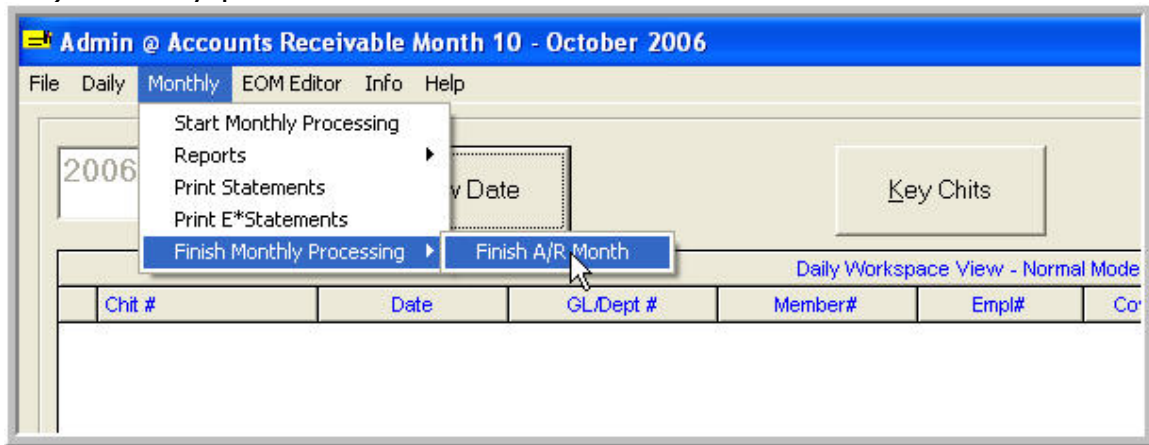 Admin @ Accounts Receivable Month 10 - October 2006
File Daily Monthly EOM Editor Info Help
Start Monthly Processing
Reports
Print Statements
Print E*Statements
Finish Monthly Processing
Finish A/R Month
2006
Date
Key Chits
Daily Workspace View - Normal Mode
Chit # Date GL/Dept # Member# Empl#